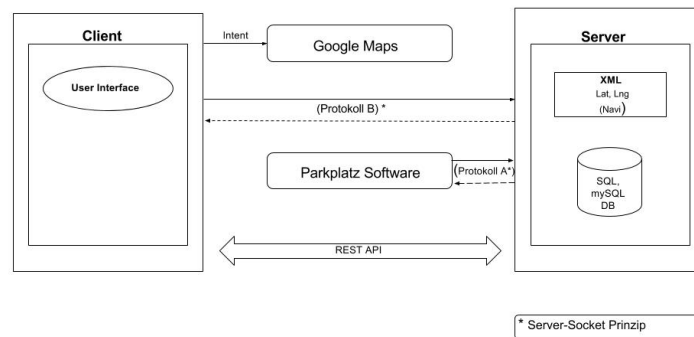 Client
User Interface
Intent
Google Maps
(Protokoll B) *
Parkplatz Software
(Protokoll A*)
REST API
Server
XML
Lat, Lng
(Navi)
SQL,
mySQL
DB
* Server-Socket Prinzip